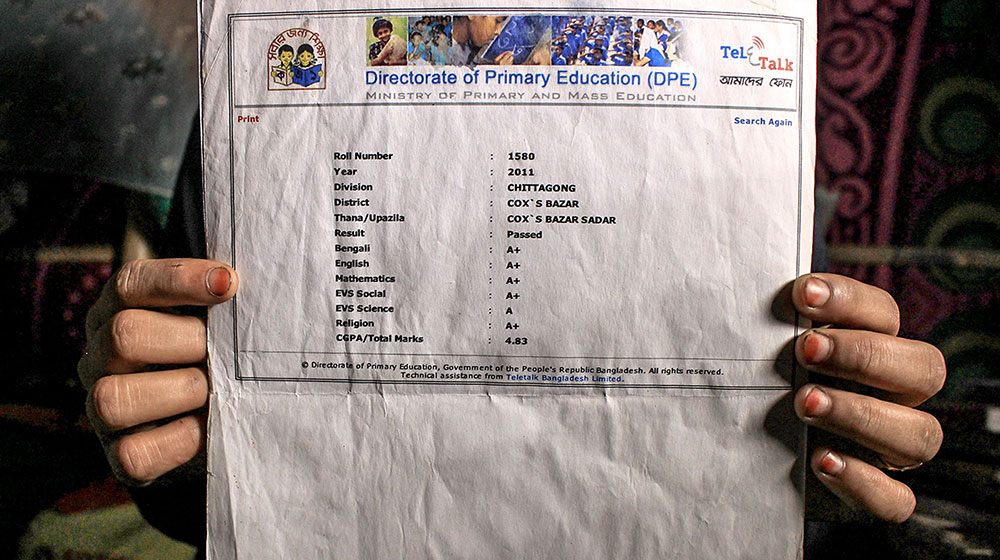 সবার জন্য শিক্ষা
ক
Directorate of Primary Education (DPE)
MINISTRY OF PRIMARY AND MASS EDUCATION
TeleTalk
আমাদের ফোন
Print
Search Again
Roll Number : 1580
Year : 2011
Division : CHITTAGONG
District : COX`S BAZAR
Thana/Upazila : COX`S BAZAR SADAR
Result : Passed
Bengali : A+
English : A+
Mathematics : A+
EVS Social : A+
EVS Science : A
Religion : A+
CGPA/Total Marks : 4.83
© Directorate of Primary Education, Government of the People's Republic Bangladesh. All rights reserved.
Technical assistance from Teletalk Bangladesh Limited.